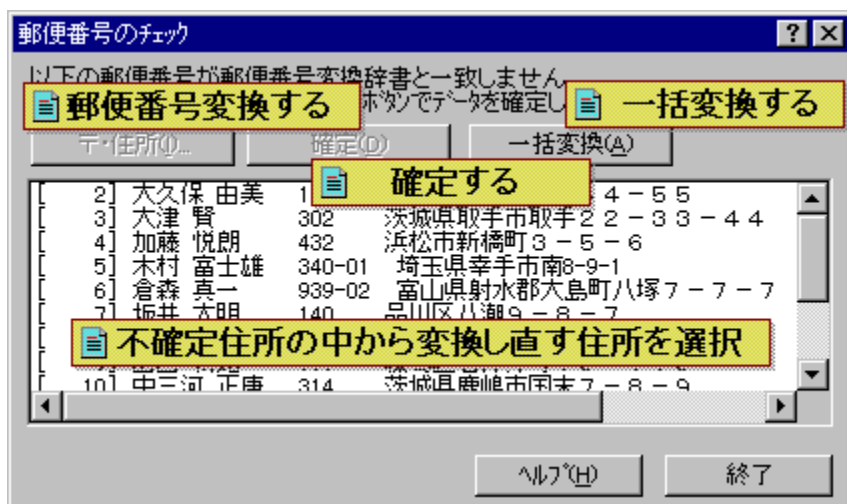 郵便番号のチェック
以下の郵便番号が郵便番号変換辞書と一致しません
郵便番号変換する ボタンでデータを確定し 一括変換する
〒・住所(I)... 確定(D) 一括変換(A)
確定する
[ 2] 大久保 由美 1 4-55
[ 3] 大津 賢 302 茨城県取手市取手22-33-44
[ 4] 加藤 悦朗 432 浜松市新橋町3-5-6
[ 5] 木村 富士雄 340-01 埼玉県幸手市南8-9-1
[ 6] 倉森 真一 939-02 富山県射水郡大島町八塚7-7-7
[ 7] 坂井 太明 140 品川区八潮9-8-7
不確定住所の中から変換し直す住所を選択
[ 10] 中三河 正康 314 茨城県鹿嶋市国末7-8-9
ヘルプ(H) 終了